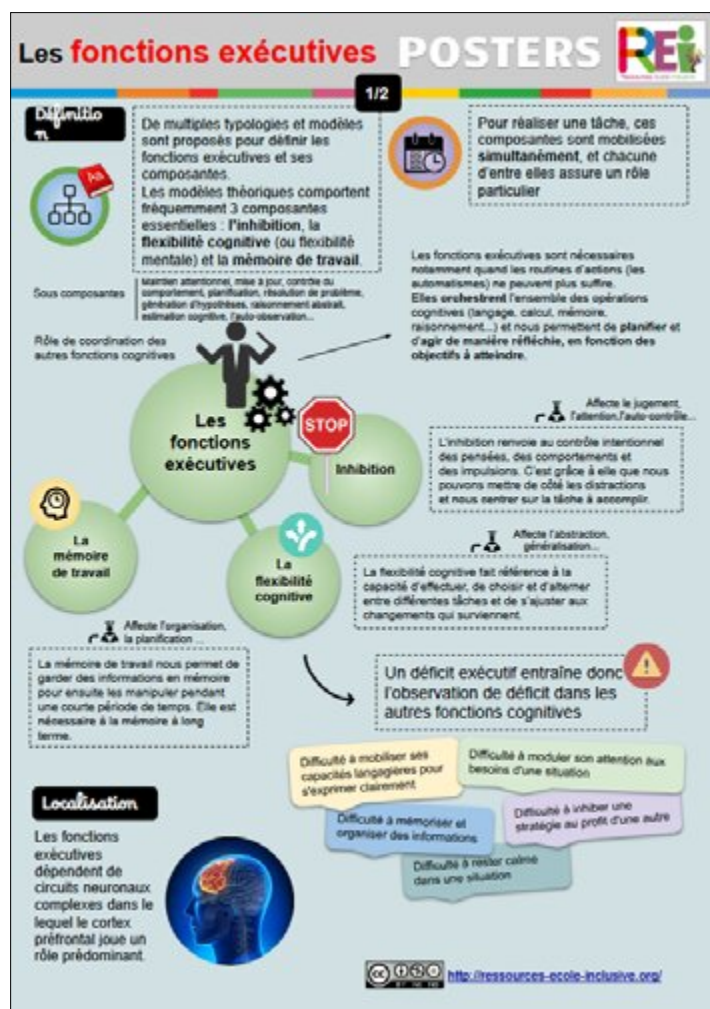 Les fonctions exécutives POSTERS REi
Ressources école inclusive
1/2
Définitio
n
De multiples typologies et modèles
sont proposés pour définir les
fonctions exécutives et ses
composantes.
Les modèles théoriques comportent
fréquemment 3 composantes
essentielles : l'inhibition, la
flexibilité cognitive (ou flexibilité
mentale) et la mémoire de travail.
Aa
Pour réaliser une tâche, ces
composantes sont mobilisées
simultanément, et chacune
d'entre elles assure un rôle
particulier
Sous composantes
Maintien attentionnel, mise à jour, contrôle du
comportement, planification, résolution de problème,
génération d'hypothèses, raisonnement abstrait,
estimation cognitive, l'auto-observation...
Rôle de coordination des
autres fonctions cognitives
Les fonctions exécutives sont nécessaires
notamment quand les routines d'actions (les
automatismes) ne peuvent plus suffire.
Elles orchestrent l'ensemble des opérations
cognitives (langage, calcul, mémoire,
raisonnement...) et nous permettent de planifier et
d'agir de manière réfléchie, en fonction des
objectifs à atteindre.
Les
fonctions
exécutives
STOP
Inhibition
Affecte le jugement,
l'attention,l'auto-contrôle...
L'inhibition renvoie au contrôle intentionnel
des pensées, des comportements et
des impulsions. C'est grâce à elle que nous
pouvons mettre de côté les distractions
et nous centrer sur la tâche à accomplir.
La
mémoire
de travail
La
flexibilité
cognitive
Affecte l'abstraction,
généralisation...
La flexibilité cognitive fait référence à la
capacité d'effectuer, de choisir et d'alterner
entre différentes tâches et de s'ajuster aux
changements qui surviennent.
Affecte l'organisation,
la planification ...
La mémoire de travail nous permet de
garder des informations en mémoire
pour ensuite les manipuler pendant
une courte période de temps. Elle est
nécessaire à la mémoire à long
terme.
Un déficit exécutif entraîne donc
l'observation de déficit dans les
autres fonctions cognitives
Difficulté à mobiliser ses
capacités langagières pour
s'exprimer clairement
Difficulté à moduler son attention aux
besoins d'une situation
Difficulté à mémoriser et
organiser des informations
Difficulté à inhiber une
stratégie au profit d'une autre
Difficulté à rester calme
dans une situation
Localisation
Les fonctions
exécutives
dépendent de
circuits neuronaux
complexes dans le
lequel le cortex
préfrontal joue un
rôle prédominant.
cc BY NC ND
http://ressources-ecole-inclusive.org/